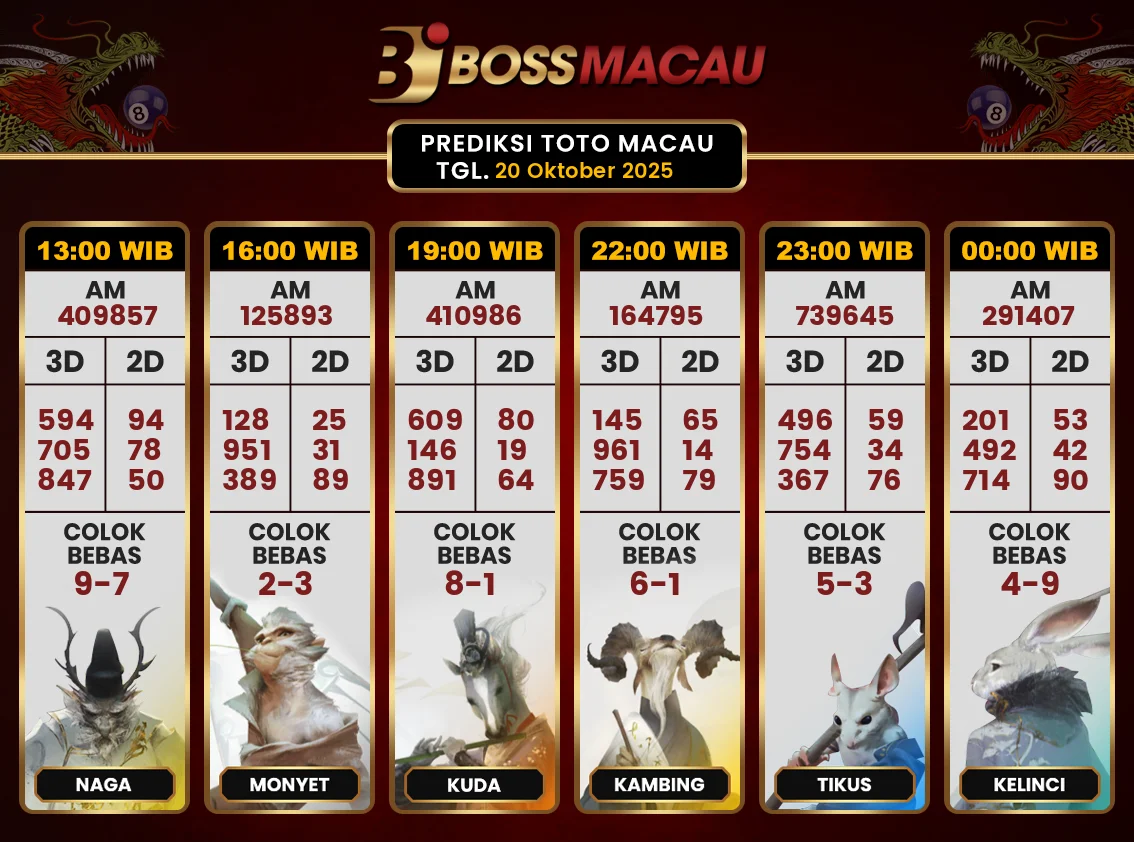 BJ BOSSMACAU
PREDIKSI TOTO MACAU
TGL. 20 Oktober 2025
13:00 WIB
AM
409857
3D 2D
594 94
705 78
847 50
COLOK
BEBAS
9-7
NAGA
16:00 WIB
AM
125893
3D 2D
128 25
951 31
389 89
COLOK
BEBAS
2-3
MONYET
19:00 WIB
AM
410986
3D 2D
609 80
146 19
891 64
COLOK
BEBAS
8-1
KUDA
22:00 WIB
AM
164795
3D 2D
145 65
961 14
759 79
COLOK
BEBAS
6-1
KAMBING
23:00 WIB
AM
739645
3D 2D
496 59
754 34
367 76
COLOK
BEBAS
5-3
TIKUS
00:00 WIB
AM
291407
3D 2D
201 53
492 42
714 90
COLOK
BEBAS
4-9
KELINCI
8
8